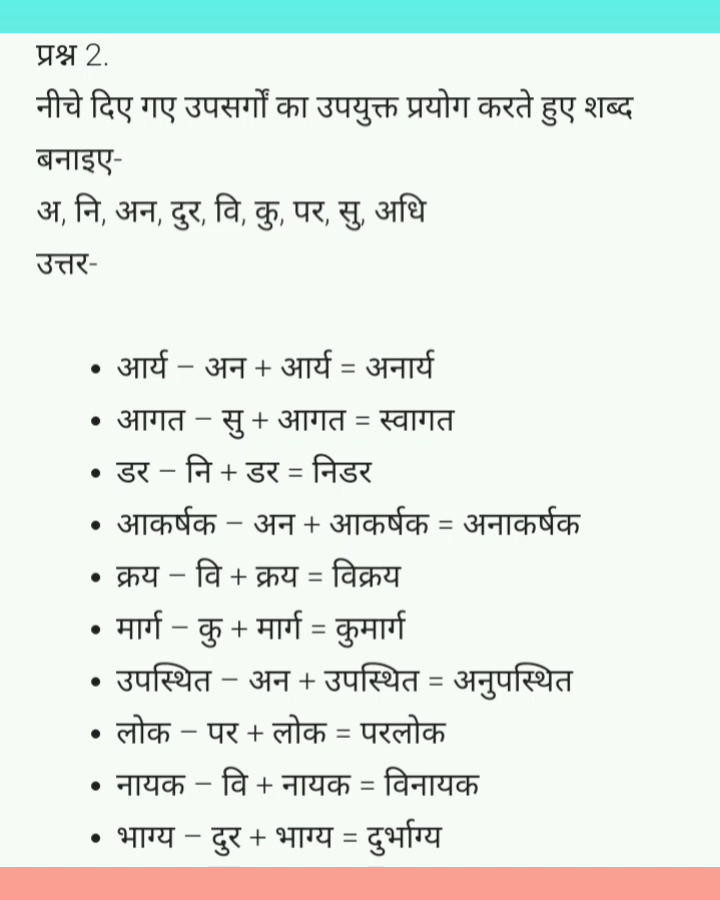 प्रश्न 2.
नीचे दिए गए उपसर्गों का उपयुक्त प्रयोग करते हुए शब्द
बनाइए-
अ, नि, अन, दुर, वि, कु, पर, सु, अधि
उत्तर-
• आर्य – अन + आर्य = अनार्य
• आगत – सु + आगत = स्वागत
• डर – नि + डर = निडर
• आकर्षक – अन + आकर्षक = अनाकर्षक
• क्रय – वि + क्रय = विक्रय
• मार्ग – कु + मार्ग = कुमार्ग
• उपस्थित – अन + उपस्थित = अनुपस्थित
• लोक – पर + लोक = परलोक
• नायक – वि + नायक = विनायक
• भाग्य – दुर + भाग्य = दुर्भाग्य